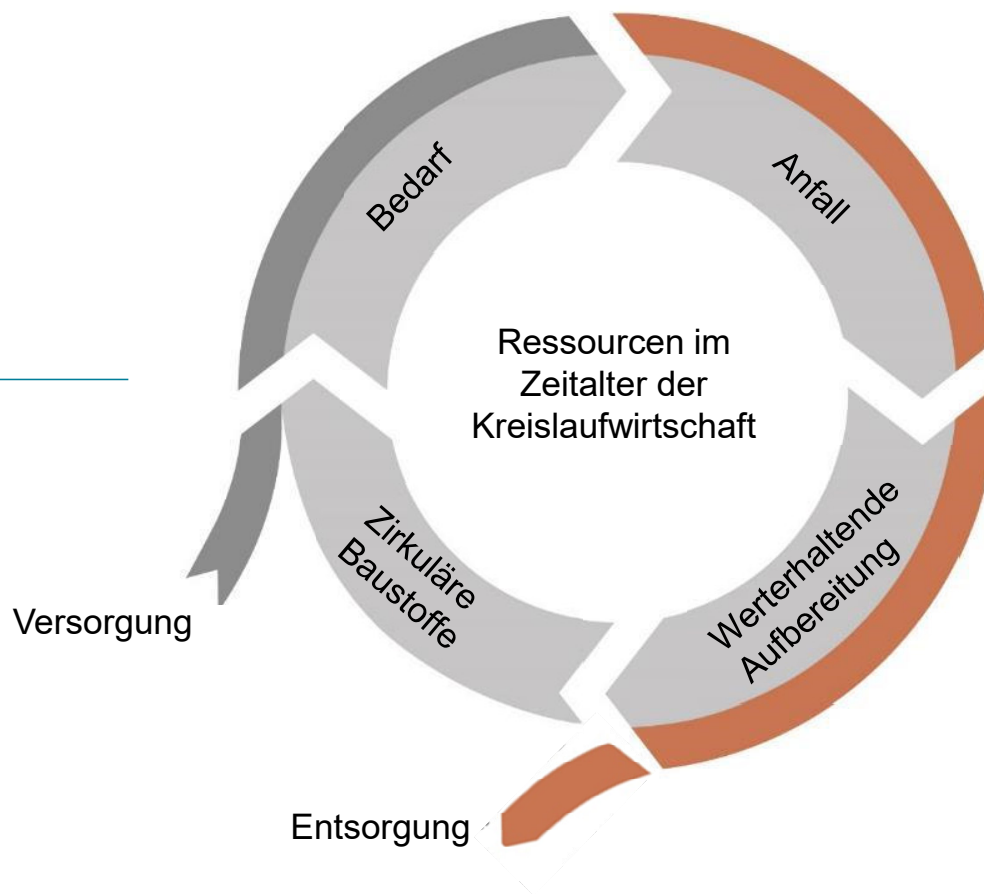 Bedarf
Anfall
Ressourcen im
Zeitalter der
Kreislaufwirtschaft
Zirkuläre
Baustoffe
Werterhaltende
Aufbereitung
Versorgung
Entsorgung